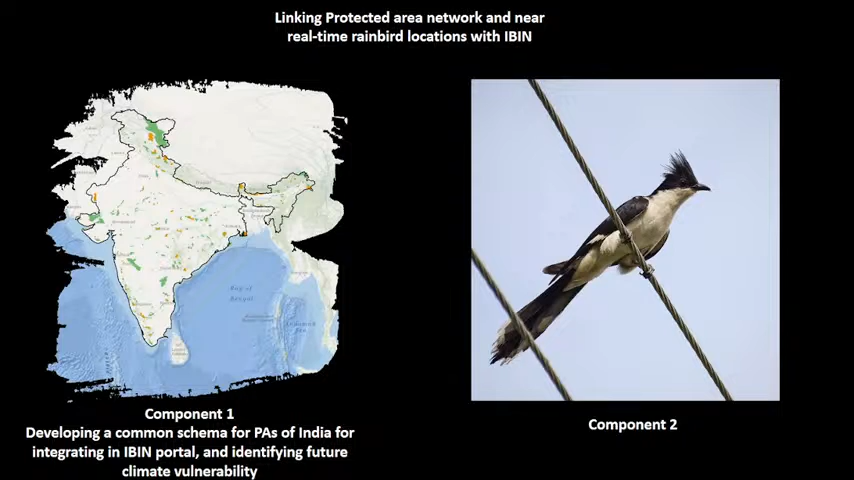 Linking Protected area network and near
real-time rainbird locations with IBIN
Bay of
Bengal
Component 1
Developing a common schema for PAs of India for
integrating in IBIN portal, and identifying future
climate vulnerability
Component 2